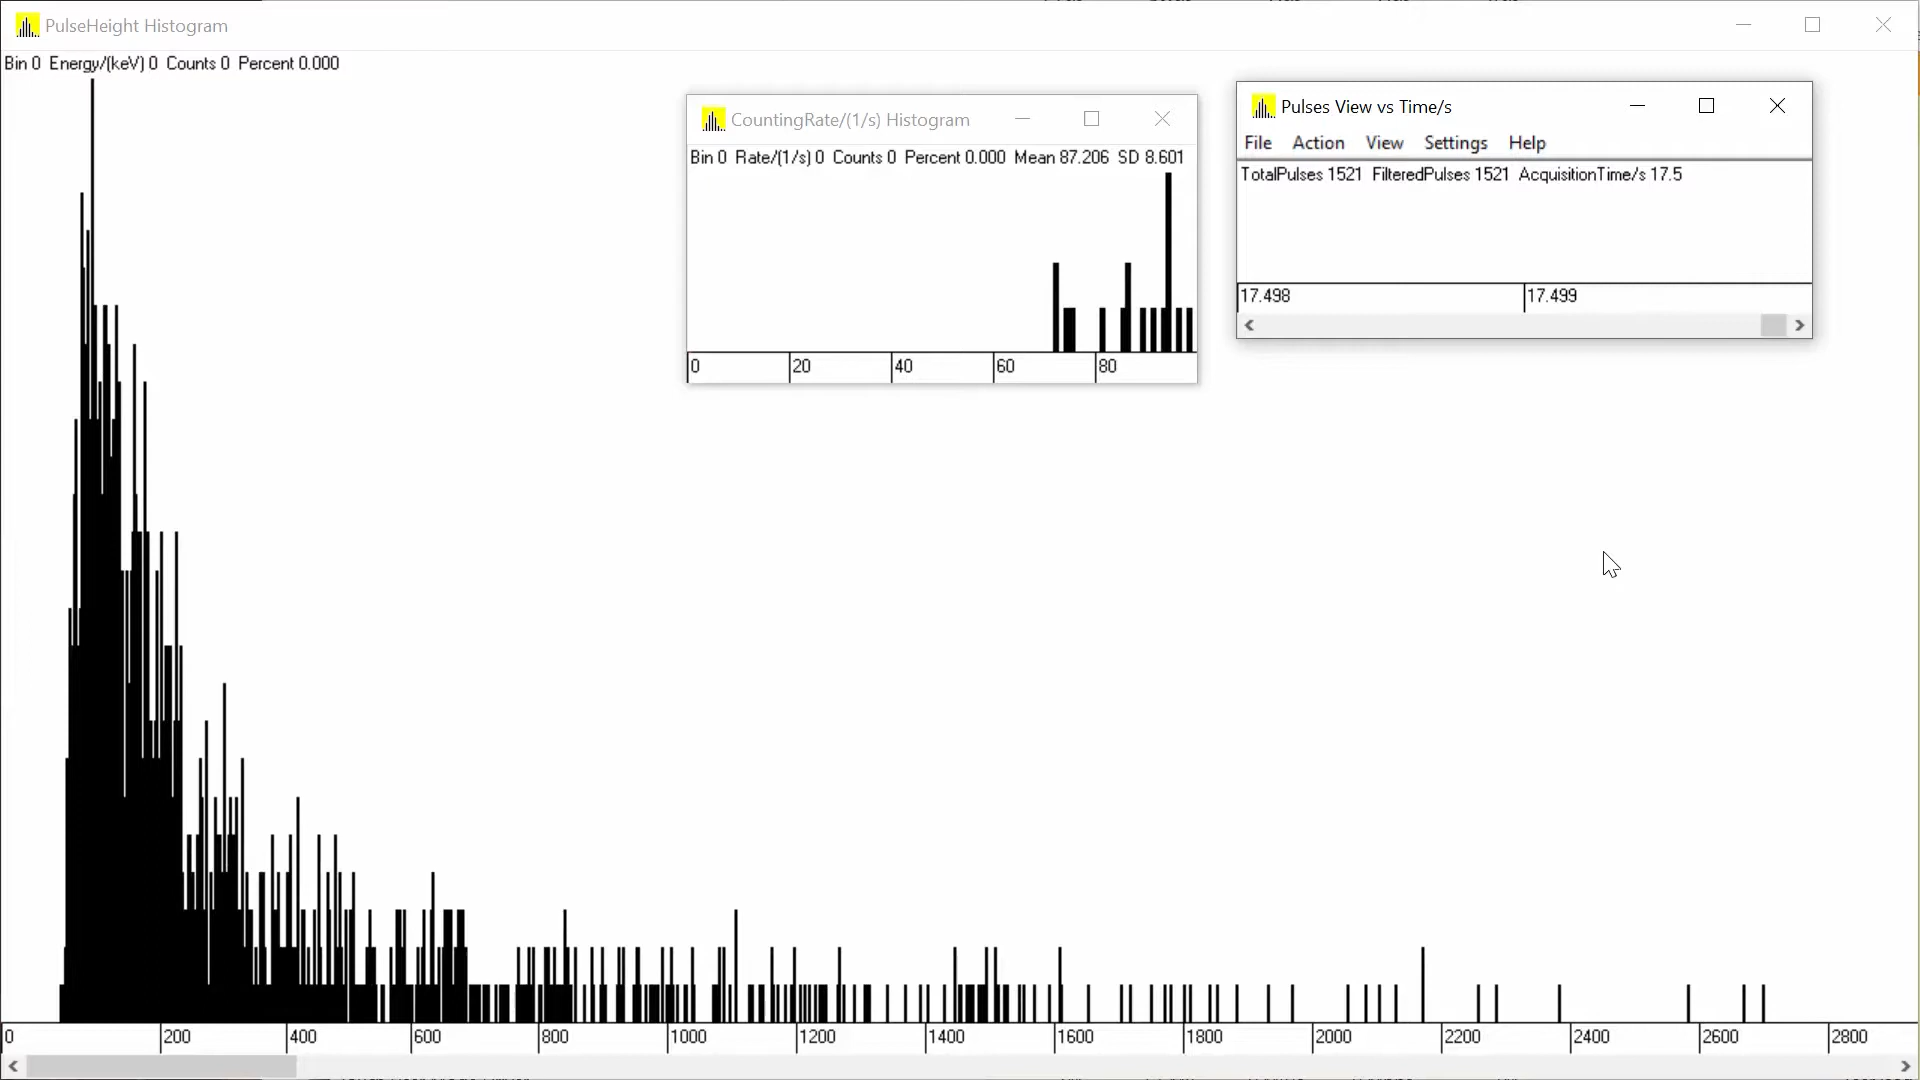 PulseHeight Histogram
Bin 0 Energy/(keV) 0 Counts 0 Percent 0.000
CountingRate/(1/s) Histogram
Bin 0 Rate/(1/s) 0 Counts 0 Percent 0.000 Mean 87.206 SD 8.601
0 20 40 60 80
Pulses View vs Time/s
File Action View Settings Help
TotalPulses 1521 FilteredPulses 1521 AcquisitionTime/s 17.5
17.498 17.499
0 200 400 600 800 1000 1200 1400 1600 1800 2000 2200 2400 2600 2800